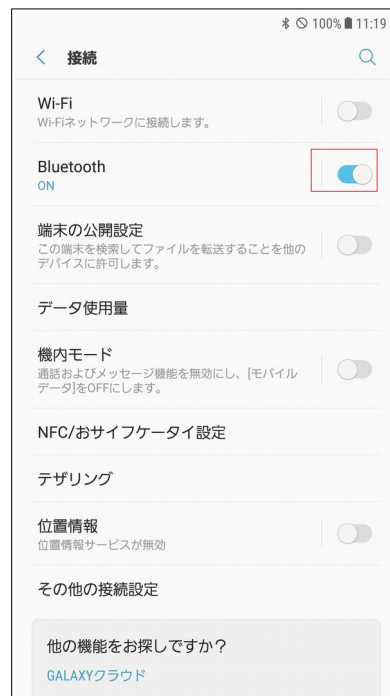 100% 11:19
接続
Wi-Fi
Wi-Fiネットワークに接続します。
Bluetooth
ON
端末の公開設定
この端末を検索してファイルを転送することを他の
デバイスに許可します。
データ使用量
機内モード
通話およびメッセージ機能を無効にし、[モバイル
データ]をOFFにします。
NFC/おサイフケータイ設定
テザリング
位置情報
位置情報サービスが無効
その他の接続設定
他の機能をお探しですか？
GALAXYクラウド